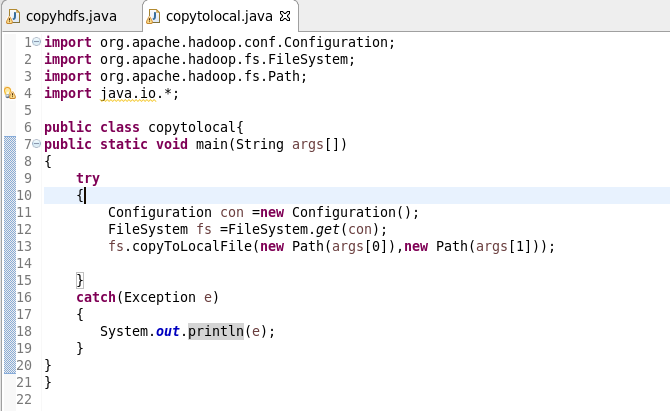 copyhdfs.java copytolocal.java
1 import org.apache.hadoop.conf.Configuration;
2 import org.apache.hadoop.fs.FileSystem;
3 import org.apache.hadoop.fs.Path;
4 import java.io.*;
5
6 public class copytolocal{
7 public static void main(String args[])
8 {
9     try
10     {
11         Configuration con =new Configuration();
12         FileSystem fs =FileSystem.get(con);
13         fs.copyToLocalFile(new Path(args[0]),new Path(args[1]));
14
15     }
16     catch(Exception e)
17     {
18        System.out.println(e);
19     }
20 }
21 }
22